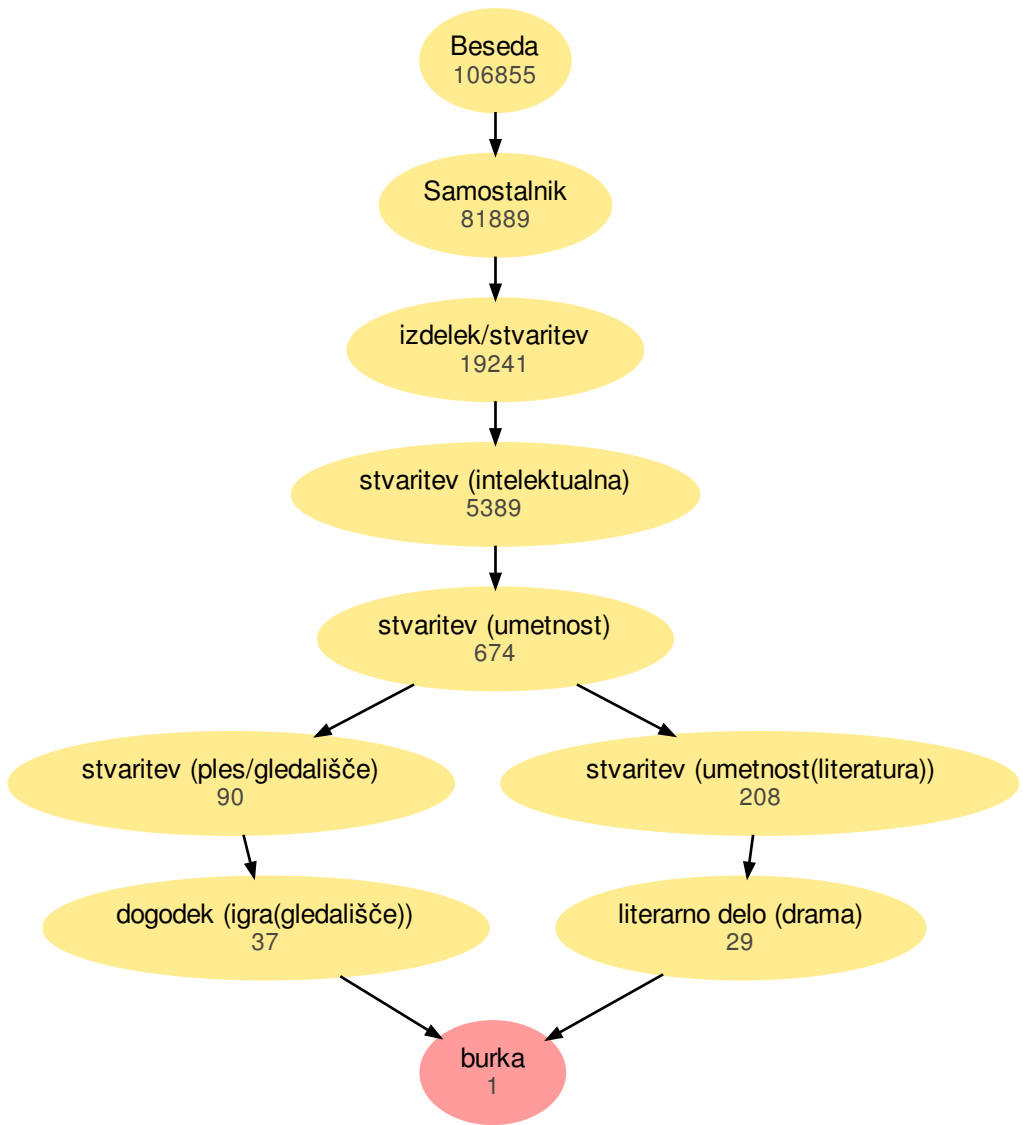 Beseda
106855
Samostalnik
81889
izdelek/stvaritev
19241
stvaritev (intelektualna)
5389
stvaritev (umetnost)
674
stvaritev (ples/gledališče)
90
stvaritev (umetnost(literatura))
208
dogodek (igra(gledališče))
37
literarno delo (drama)
29
burka
1